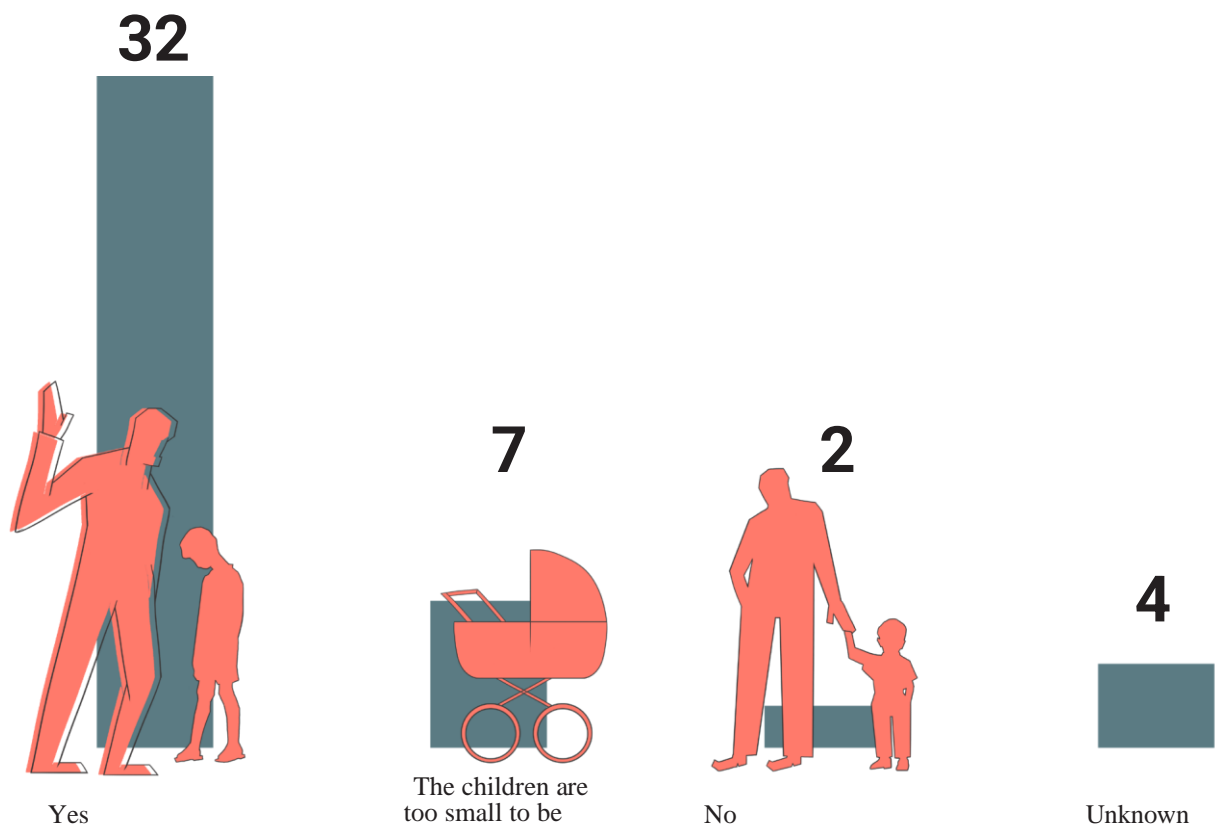 32
7
2
4
Yes
The children are
too small to be
No
Unknown